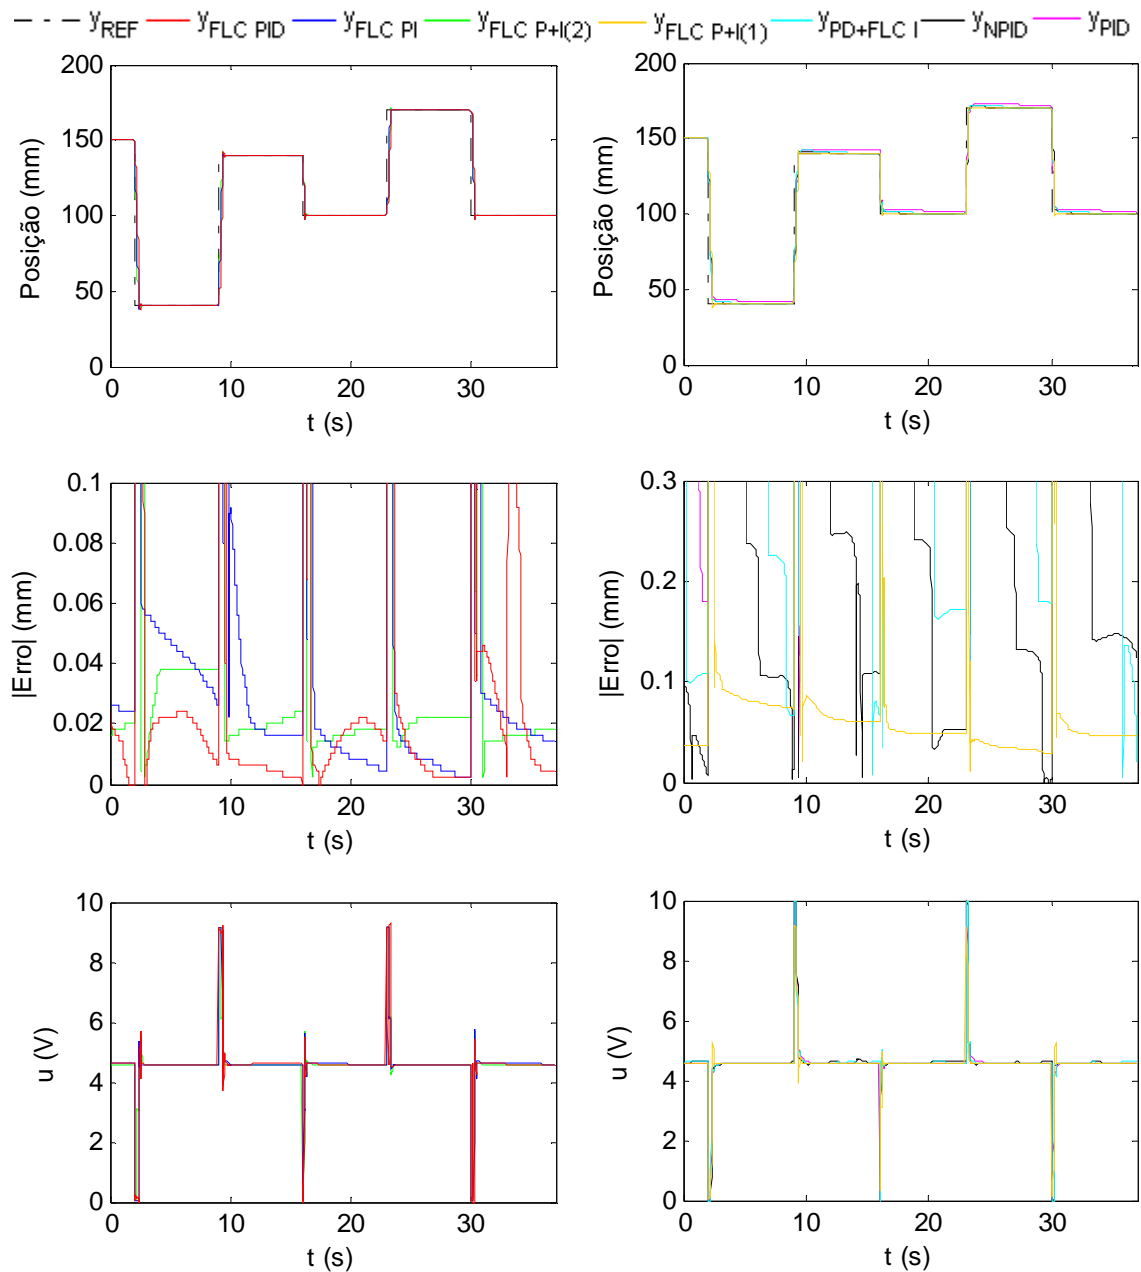 yREF yFLC PID yFLC PI yFLC P+I(2) yFLC P+I(1) yPD+FLC I yNPID yPID
200
150
100
50
0
Posição (mm)
0 10 20 30
t (s)
200
150
100
50
0
Posição (mm)
0 10 20 30
t (s)
0.1
0.08
0.06
0.04
0.02
0
|Erro| (mm)
0 10 20 30
t (s)
0.3
0.2
0.1
0
|Erro| (mm)
0 10 20 30
t (s)
10
8
6
4
2
0
u (V)
0 10 20 30
t (s)
10
8
6
4
2
0
u (V)
0 10 20 30
t (s)